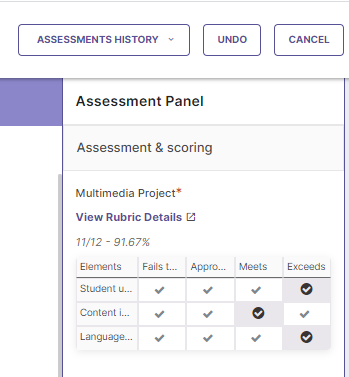 ASSESSMENTS HISTORY UNDO CANCEL
Assessment Panel
Assessment & scoring
Multimedia Project*
View Rubric Details
11/12 - 91.67%
Elements Fails t... Appro... Meets Exceeds
Student u...
Content i...
Language...